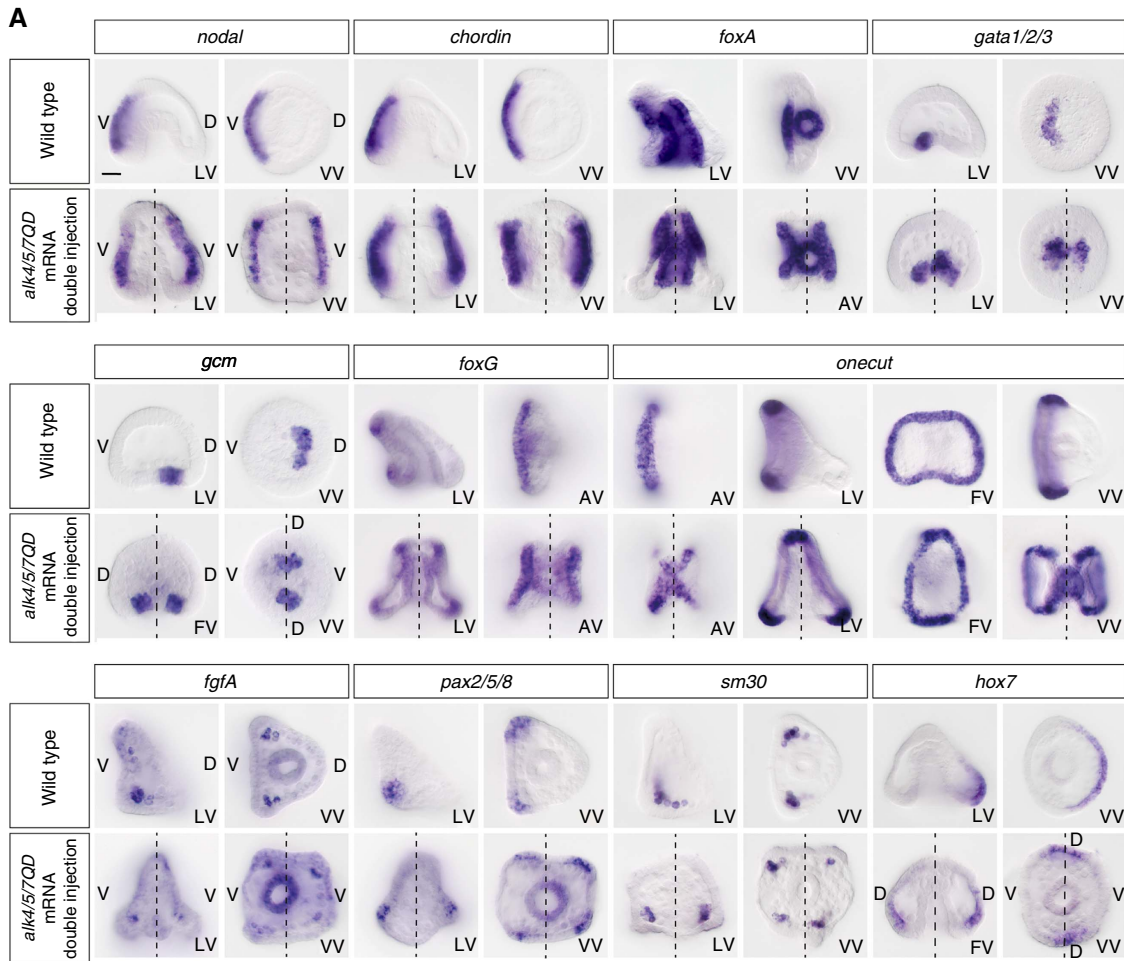 A
nodal chordin foxA gata1/2/3
Wild type
V D V D
LV VV LV VV LV VV LV VV
alk4/5/7QD
mRNA
double injection
V V V V
LV VV LV VV LV AV LV VV
gcm foxG onecut
Wild type
V D V D
LV VV LV AV AV LV FV VV
alk4/5/7QD
mRNA
double injection
D
D D V V
D
FV VV LV AV AV LV FV VV
fgfA pax2/5/8 sm30 hox7
Wild type
V D V D
LV VV LV VV LV VV LV VV
alk4/5/7QD
mRNA
double injection
D
V V V V D D V V
D
LV VV LV VV LV VV FV VV